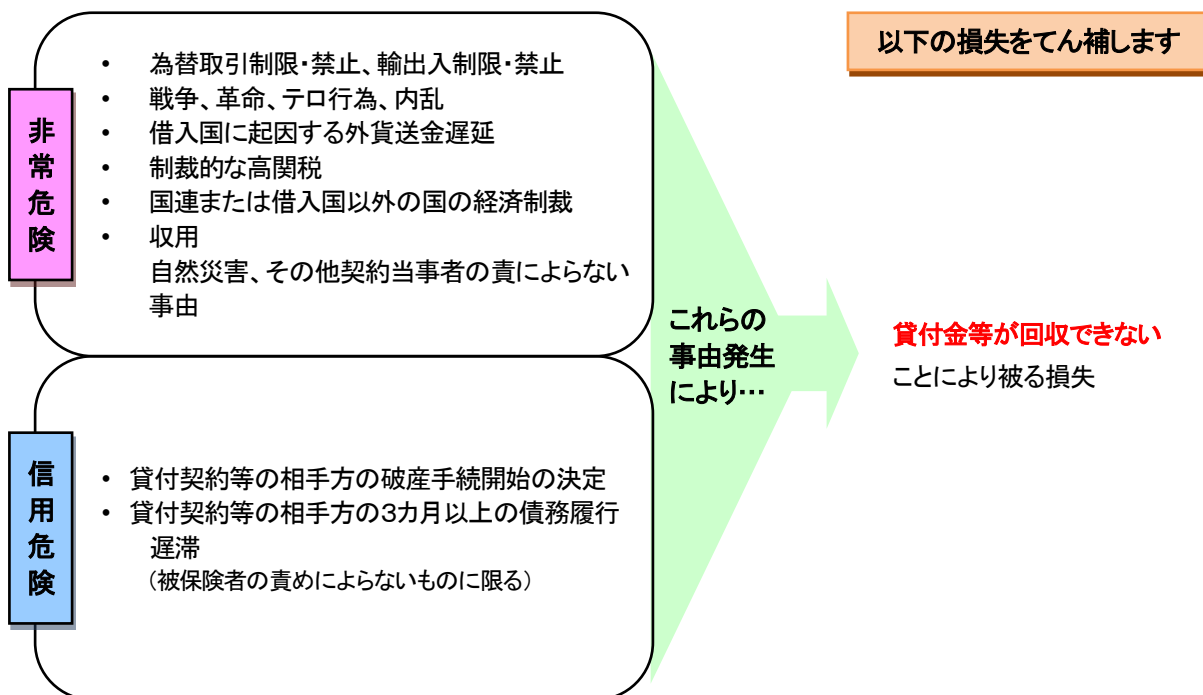 以下の損失をてん補します
非常危険
• 為替取引制限・禁止、輸出入制限・禁止
• 戦争、革命、テロ行為、内乱
• 借入国に起因する外貨送金遅延
• 制裁的な高関税
• 国連または借入国以外の国の経済制裁
• 収用
自然災害、その他契約当事者の責によらない
事由
これらの
事由発生
により…
貸付金等が回収できない
ことにより被る損失
信用危険
• 貸付契約等の相手方の破産手続開始の決定
• 貸付契約等の相手方の3カ月以上の債務履行
遅滞
（被保険者の責めによらないものに限る）